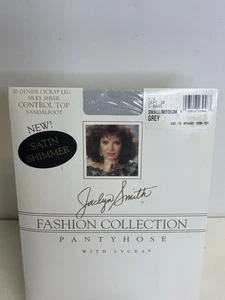 10 DENIER LYCRA® LEG
SILKY SHEER
CONTROL TOP
SANDALFOOT
SMALL/MEDIUM
GREY
NEW!
SATIN
SHIMMER
Jaclyn Smith
FASHION COLLECTION
PANTYHOSE
WITH LYCRA®